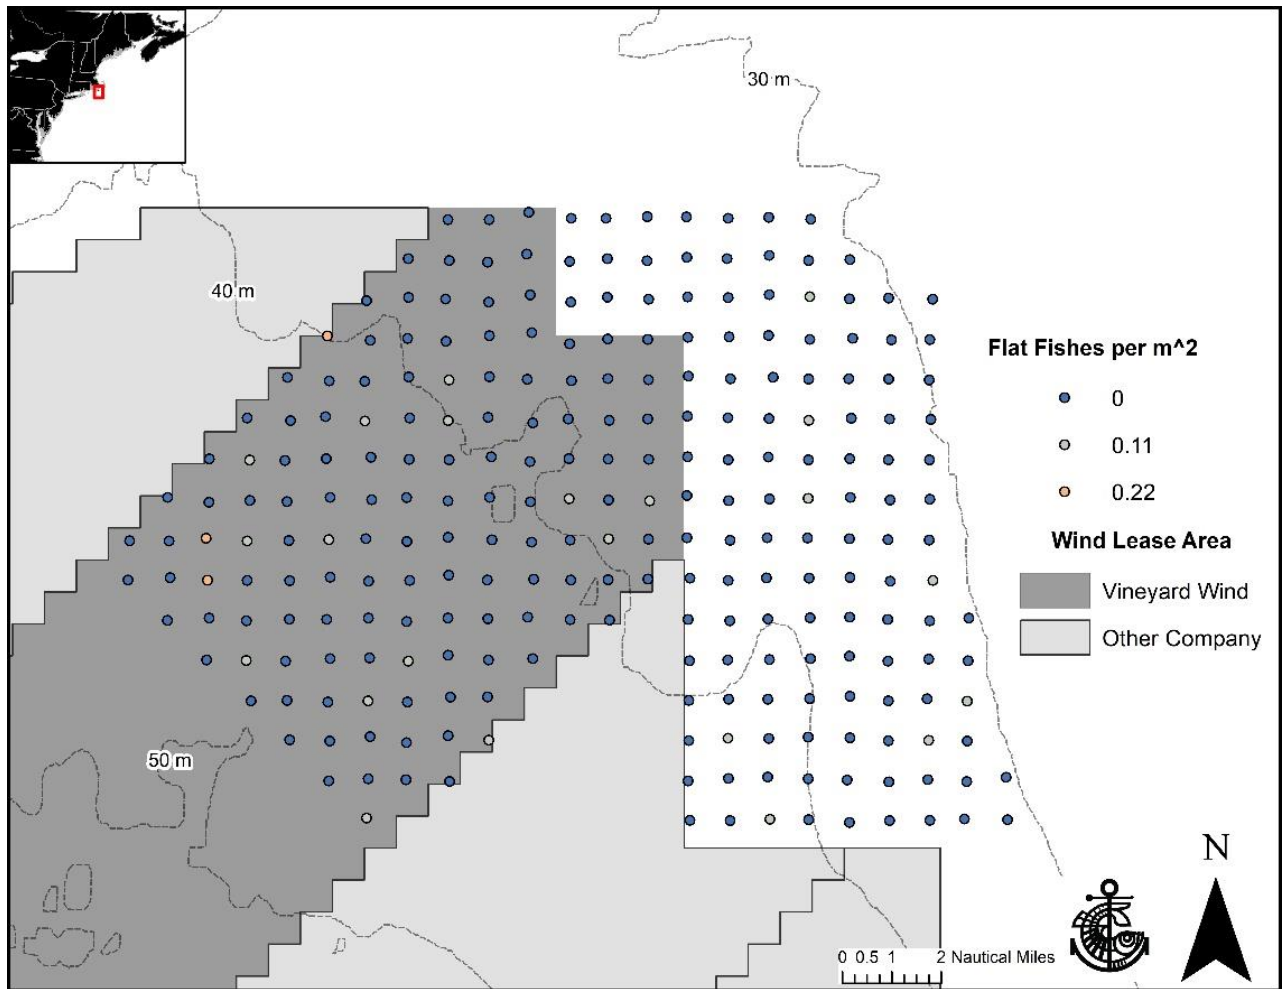 30 m
40 m
Flat Fishes per m^2
0
0.11
0.22
Wind Lease Area
Vineyard Wind
Other Company
50 m
N
0 0.5 1 2 Nautical Miles